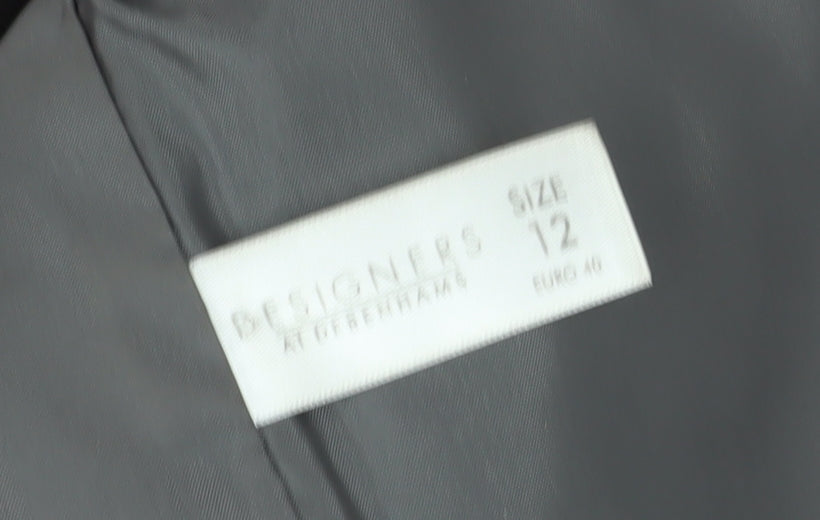 DESIGNERS
AT DEBENHAMS
SIZE
12
EURO 40